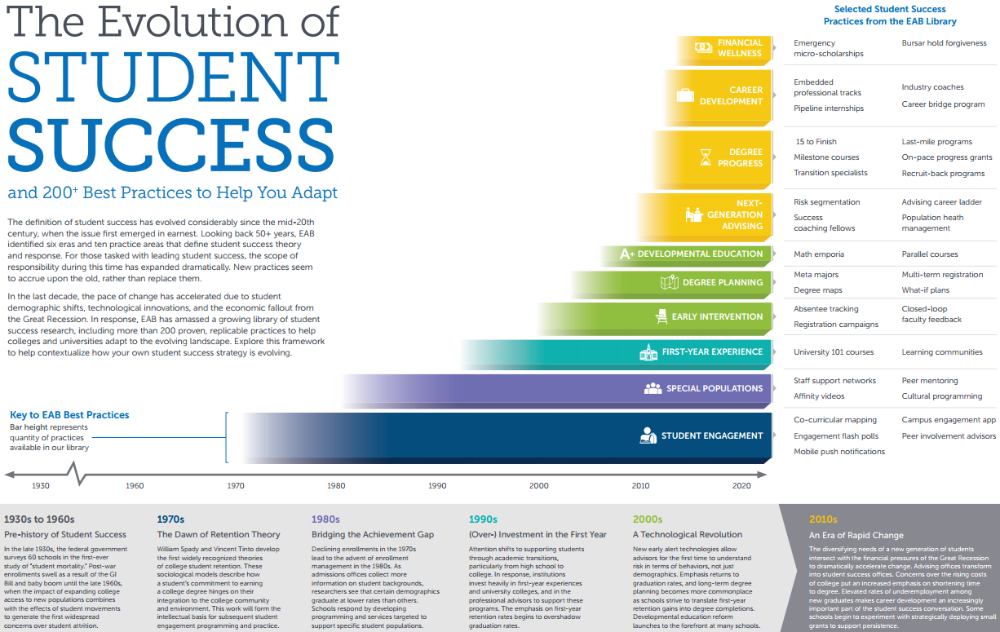 The Evolution of
STUDENT
SUCCESS
and 200+ Best Practices to Help You Adapt
The definition of student success has evolved considerably since the mid-20th
century, when the issue first emerged in earnest. Looking back 50+ years, EAB
identified six eras and ten practice areas that define student success theory
and response. For those tasked with leading student success, the scope of
responsibility during this time has expanded dramatically. New practices seem
to accrue upon the old, rather than replace them.
In the last decade, the pace of change has accelerated due to student
demographic shifts, technological innovations, and the economic fallout from
the Great Recession. In response, EAB has amassed a growing library of student
success research, including more than 200 proven, replicable practices to help
colleges and universities adapt to the evolving landscape. Explore this framework
to help contextualize how your own student success strategy is evolving.
Key to EAB Best Practices
Bar height represents
quantity of practices
available in our library
Selected Student Success
Practices from the EAB Library
FINANCIAL
WELLNESS
Emergency
micro-scholarships
Bursar hold forgiveness
CAREER
DEVELOPMENT
Embedded
professional tracks
Pipeline internships
Industry coaches
Career bridge program
DEGREE
PROGRESS
15 to Finish
Milestone courses
Transition specialists
Last-mile programs
On-pace progress grants
Recruit-back programs
NEXT-
GENERATION
ADVISING
Risk segmentation
Success
coaching fellows
Advising career ladder
Population heath
management
A+ DEVELOPMENTAL EDUCATION
Math emporia
Parallel courses
DEGREE PLANNING
Meta majors
Degree maps
Multi-term registration
What-if plans
EARLY INTERVENTION
Absentee tracking
Registration campaigns
Closed-loop
faculty feedback
FIRST-YEAR EXPERIENCE
University 101 courses
Learning communities
SPECIAL POPULATIONS
Staff support networks
Affinity videos
Peer mentoring
Cultural programming
STUDENT ENGAGEMENT
Co-curricular mapping
Engagement flash polls
Mobile push notifications
Campus engagement app
Peer involvement advisors
1930 1960 1970 1980 1990 2000 2010 2020
1930s to 1960s
Pre-history of Student Success
In the late 1930s, the federal government
surveys 60 schools in the first-ever
study of "student mortality." Post-war
enrollments swell as a result of the GI
Bill and baby boom until the late 1960s,
when the impact of expanding college
access to new populations combines
with the effects of student movements
to generate the first widespread
concerns over student attrition.
1970s
The Dawn of Retention Theory
William Spady and Vincent Tinto develop
the first widely recognized theories
of college student retention. These
sociological models describe how
a student's commitment to earning
a college degree hinges on their
integration to the college community
and environment. This work will form the
intellectual basis for subsequent student
engagement programming and practice.
1980s
Bridging the Achievement Gap
Declining enrollments in the 1970s
lead to the advent of enrollment
management in the 1980s. As
admissions offices collect more
information on student backgrounds,
researchers see that certain demographics
graduate at lower rates than others.
Schools respond by developing
programming and services targeted to
support specific student populations.
1990s
(Over-) Investment in the First Year
Attention shifts to supporting students
through academic transitions,
particularly from high school to
college. In response, institutions
invest heavily in first-year experiences
and university colleges, and in the
professional advisors to support these
programs. The emphasis on first-year
retention rates begins to overshadow
graduation rates.
2000s
A Technological Revolution
New early alert technologies allow
advisors for the first time to understand
risk in terms of behaviors, not just
demographics. Emphasis returns to
graduation rates, and long-term degree
planning becomes more commonplace
as schools strive to translate first-year
retention gains into degree completions.
Developmental education reform
launches to the forefront at many schools.
2010s
An Era of Rapid Change
The diversifying needs of a new generation of students
intersect with the financial pressures of the Great Recession
to dramatically accelerate change. Advising offices transform
into student success offices. Concerns over the rising costs
of college put an increased emphasis on shortening time
to degree. Elevated rates of underemployment among
new graduates makes career development an increasingly
important part of the student success conversation. Some
schools begin to experiment with strategically deploying small
grants to support persistence.